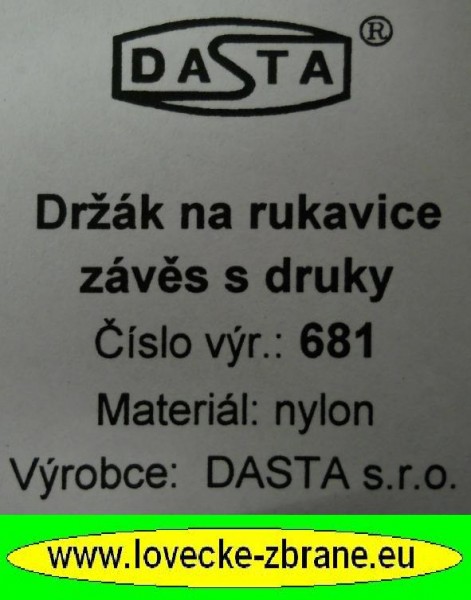 DASTA ®
Držák na rukavice
závěs s druky
Číslo výr.: 681
Materiál: nylon
Výrobce: DASTA s.r.o.
www.lovecke-zbrane.eu